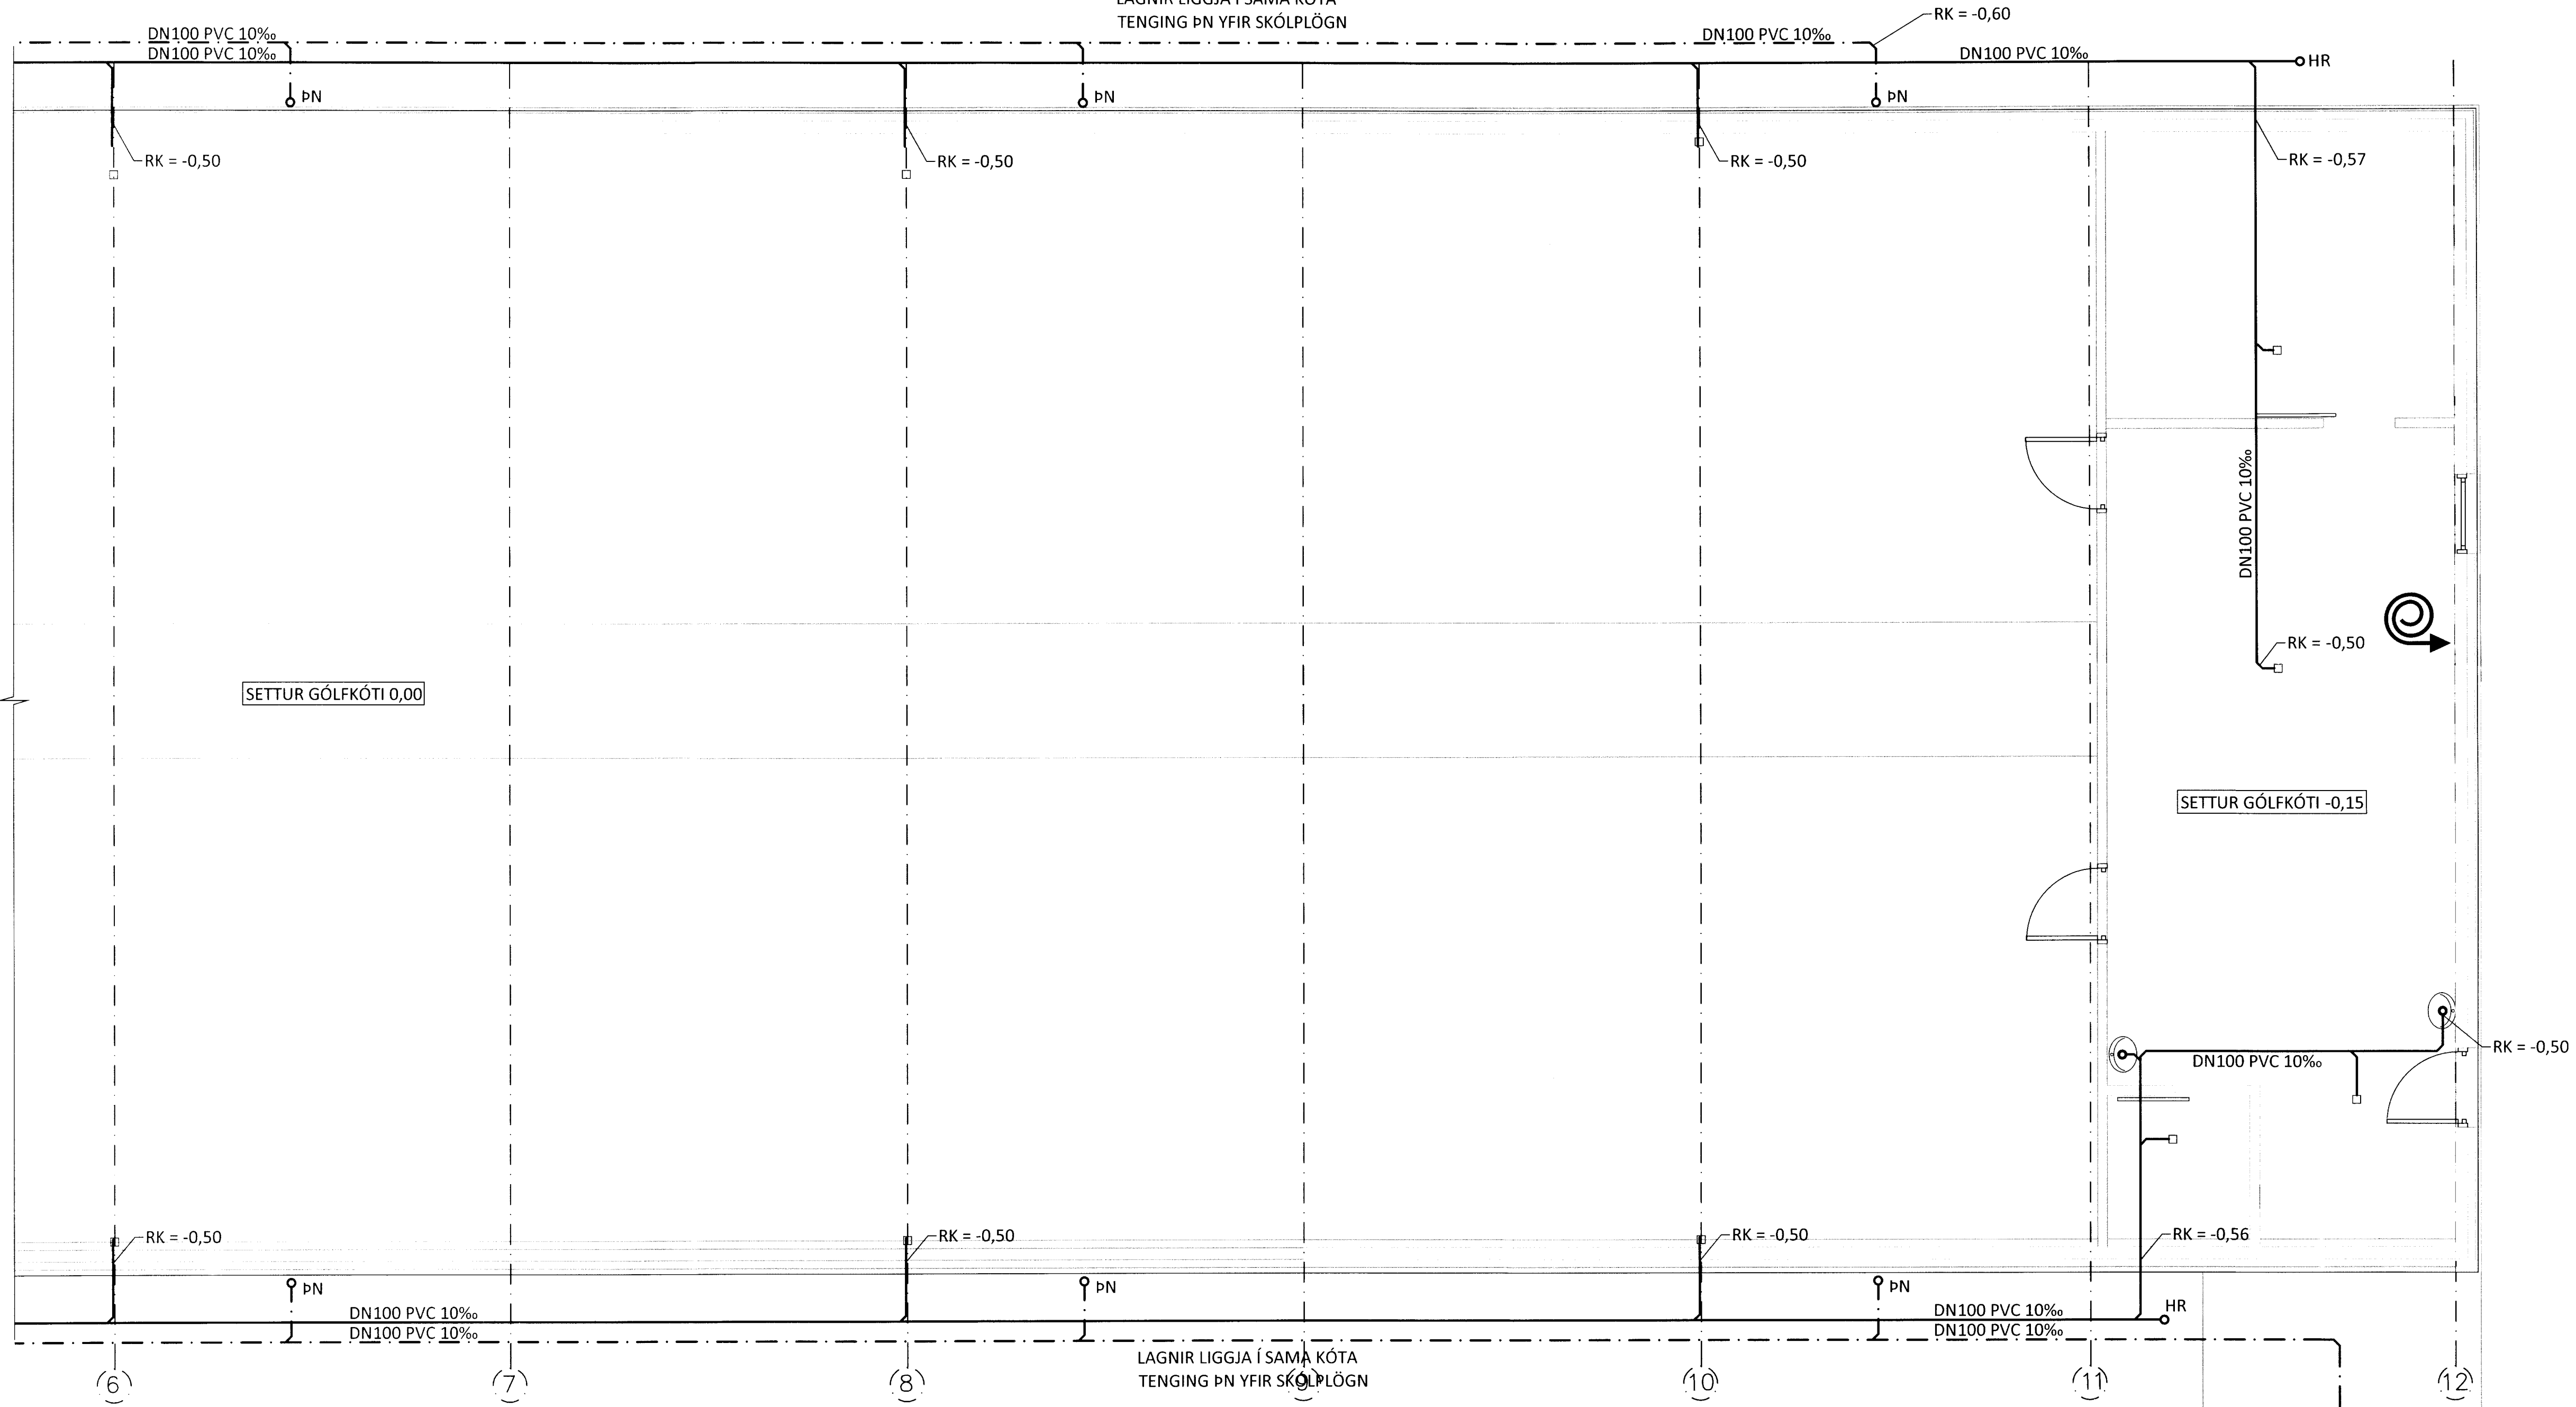 LAGNIR LIGGJA Í SAMA KÓTA
TENGING ÞN YFIR SKÓLPLÖGN
RK = -0,60
DN100 PVC 10‰
DN100 PVC 10‰
DN100 PVC 10‰
DN100 PVC 10‰
HR
ÞN
ÞN
ÞN
RK = -0,50
RK = -0,50
RK = -0,50
RK = -0,57
DN100 PVC 10‰
RK = -0,50
SETTUR GÓLFKÓTI 0,00
SETTUR GÓLFKÓTI -0,15
RK = -0,50
DN100 PVC 10‰
RK = -0,50
RK = -0,50
RK = -0,50
RK = -0,56
ÞN
ÞN
ÞN
HR
DN100 PVC 10‰
DN100 PVC 10‰
DN100 PVC 10‰
DN100 PVC 10‰
LAGNIR LIGGJA Í SAMA KÓTA
TENGING ÞN YFIR SKÓLPLÖGN
6
7
8
9
10
11
12